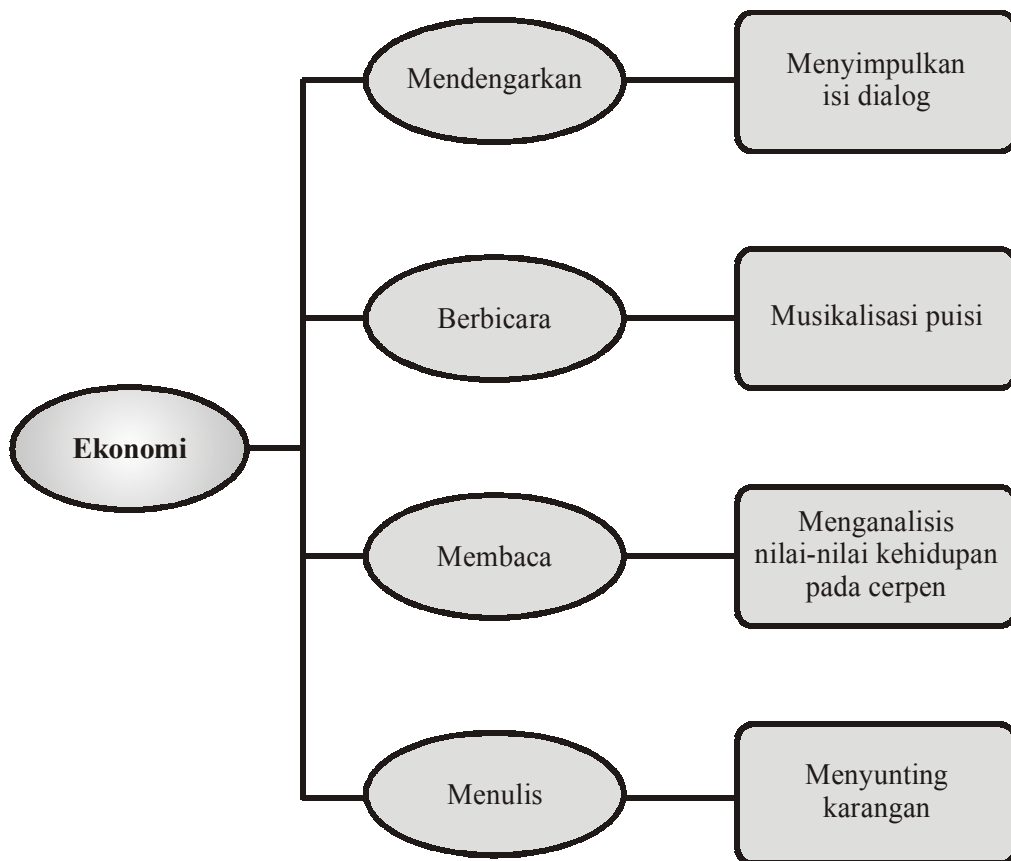 Mendengarkan
Menyimpulkan
isi dialog
Berbicara
Musikalisasi puisi
Ekonomi
Membaca
Menganalisis
nilai-nilai kehidupan
pada cerpen
Menulis
Menyunting
karangan